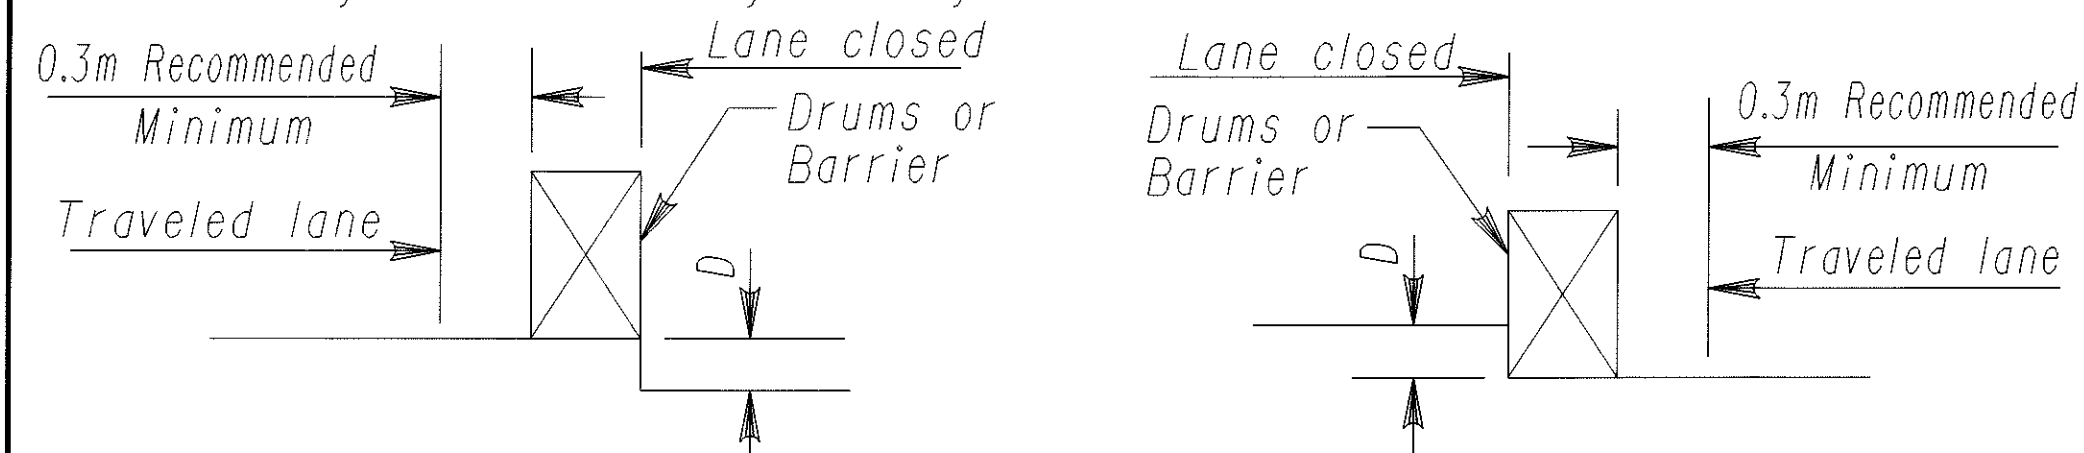 Lane closed
0.3m Recommended
Minimum
Drums or
Barrier
Traveled lane
D
Lane closed
0.3m Recommended
Minimum
Drums or
Barrier
D
Traveled lane